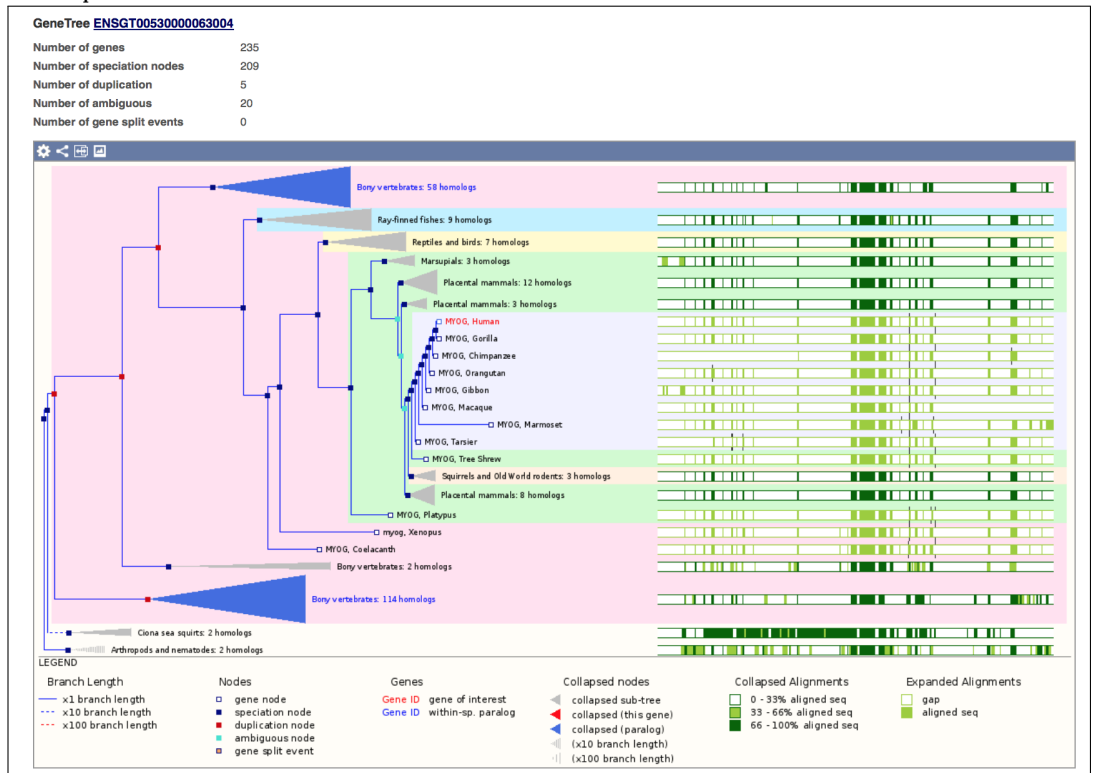 GeneTree ENSGT00530000063004
Number of genes 235
Number of speciation nodes 209
Number of duplication 5
Number of ambiguous 20
Number of gene split events 0
Bony vertebrates: 58 homologs
Ray-finned fishes: 9 homologs
Reptiles and birds: 7 homologs
Marsupials: 3 homologs
Placental mammals: 12 homologs
Placental mammals: 3 homologs
MYOG, Human
MYOG, Gorilla
MYOG, Chimpanzee
MYOG, Orangutan
MYOG, Gibbon
MYOG, Macaque
MYOG, Marmoset
MYOG, Tarsier
MYOG, Tree Shrew
Squirrels and Old World rodents: 3 homologs
Placental mammals: 8 homologs
MYOG, Platypus
myog, Xenopus
MYOG, Coelacanth
Bony vertebrates: 2 homologs
Bony vertebrates: 114 homologs
Ciona sea squirts: 2 homologs
Arthropods and nematodes: 2 homologs
LEGEND
Branch Length
x1 branch length
x10 branch length
x100 branch length
Nodes
gene node
speciation node
duplication node
ambiguous node
gene split event
Genes
Gene ID gene of interest
Gene ID within-sp. paralog
Collapsed nodes
collapsed sub-tree
collapsed (this gene)
collapsed (paralog)
(x10 branch length)
(x100 branch length)
Collapsed Alignments
0 - 33% aligned seq
33 - 66% aligned seq
66 - 100% aligned seq
Expanded Alignments
gap
aligned seq